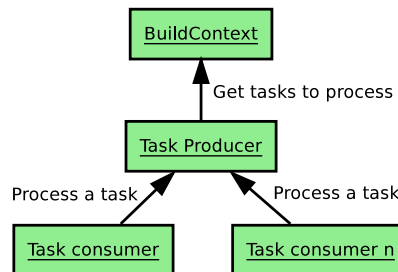 BuildContext
Get tasks to process
Task Producer
Process a task
Process a task
Task consumer
Task consumer n